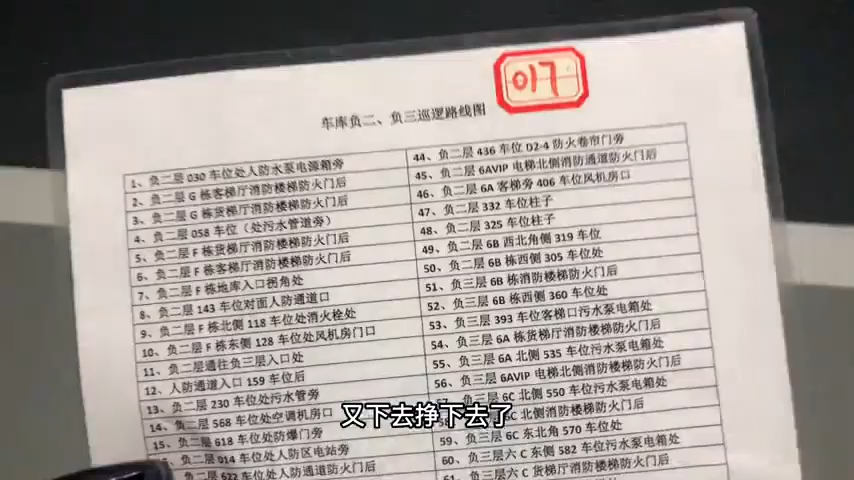 017
车库负二、负三巡逻路线图
1、负二层 030 车位处人防水泵电源箱旁
2、负二层 G 栋客梯厅消防楼梯防火门后
3、负二层 G 栋货梯厅消防楼梯防火门后
4、负二层 058 车位（处污水管道旁）
5、负二层 F 栋货梯厅消防楼梯防火门后
6、负二层 F 栋客梯厅消防楼梯防火门后
7、负二层 F 栋地库入口拐角处
8、负二层 143 车位对面人防通道口
9、负二层 F 栋北侧 118 车位处消火栓处
10、负二层 F 栋东侧 128 车位处风机房门口
11、负二层通往负三层入口处
12、人防通道入口 159 车位后
13、负二层 230 车位处污水管旁
14、负二层 568 车位处空调机房门口
15、负二层 618 车位处防爆门旁
负二层 014 车位处人防区电站旁
负二层 622 车位处人防通道防火门后
44、负二层 436 车位 D2-4 防火卷帘门旁
45、负二层 6AVIP 电梯北侧消防通道防火门后
46、负二层 6A 客梯旁 406 车位风机房口
47、负二层 332 车位柱子
48、负二层 325 车位柱子
49、负二层 6B 西北角侧 319 车位
50、负二层 6B 栋西侧 305 车位处
51、负三层 6B 栋消防楼梯防火门后
52、负三层 6B 栋西侧 360 车位处
53、负三层 393 车位客梯口污水泵电箱处
54、负三层 6A 栋货梯厅消防楼梯防火门后
55、负三层 6A 北侧 535 车位污水泵电箱处
56、负三层 6AVIP 电梯北侧消防楼梯防火门后
57、负三层 6C 北侧 550 车位污水泵电箱处
6C 北侧消防楼梯防火门后
59、负三层 6C 东北角 570 车位处
60、负三层六 C 东侧 582 车位污水泵电箱处
61、负三层六 C 货梯厅消防楼梯防火门后
又下去挣下去了